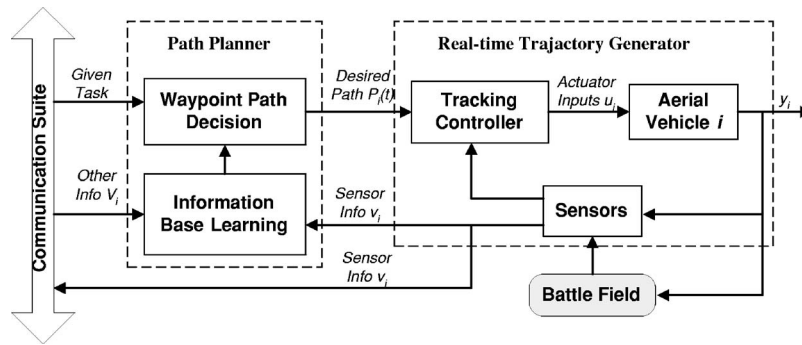 Path Planner
Real-time Trajactory Generator
Communication Suite
Given
Task
Waypoint Path
Decision
Desired
Path Pi(t)
Tracking
Controller
Actuator
Inputs ui
Aerial
Vehicle i
yi
Other
Info Vi
Information
Base Learning
Sensor
Info vi
Sensors
Sensor
Info vi
Battle Field